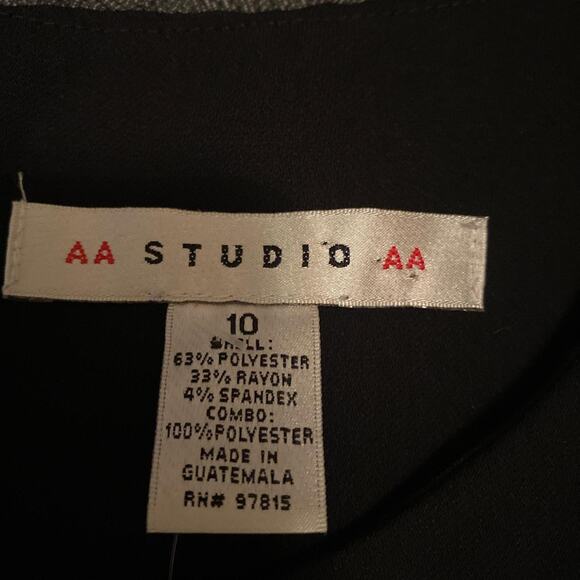 AA STUDIO AA
10
SHELL:
63% POLYESTER
33% RAYON
4% SPANDEX
COMBO:
100% POLYESTER
MADE IN
GUATEMALA
RN# 97815